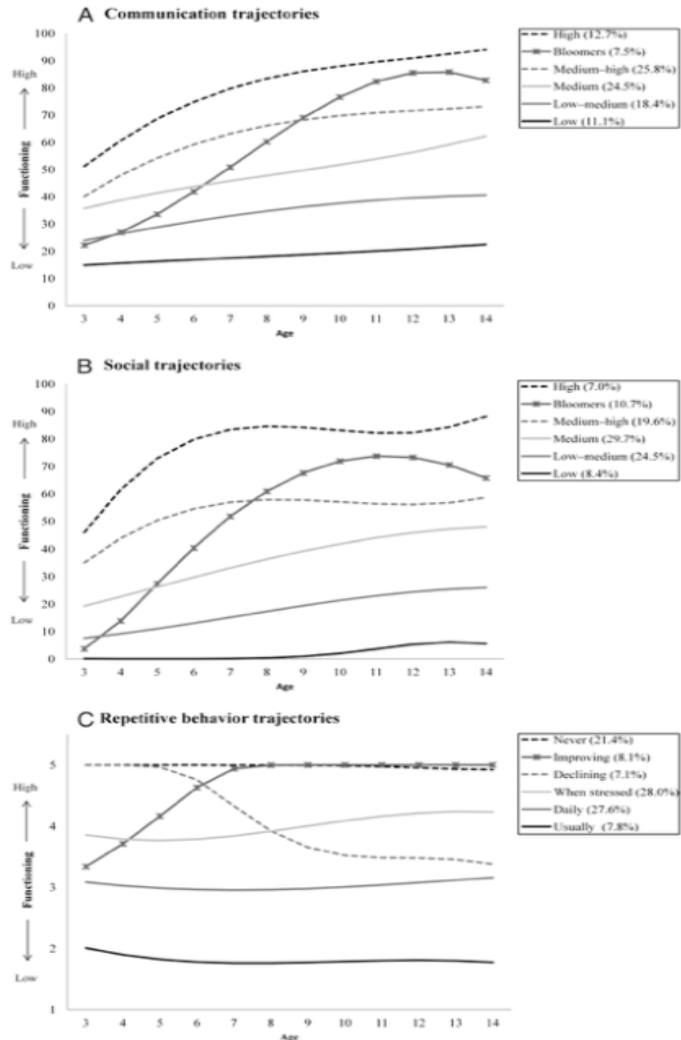 A Communication trajectories
100
90
80
70
60
50
40
30
20
10
0
High
Functioning
Low
3 4 5 6 7 8 9 10 11 12 13 14
Age
High (12.7%)
Bloomers (7.5%)
Medium–high (25.8%)
Medium (24.5%)
Low–medium (18.4%)
Low (11.1%)
B Social trajectories
100
90
80
70
60
50
40
30
20
10
0
High
Functioning
Low
3 4 5 6 7 8 9 10 11 12 13 14
Age
High (7.0%)
Bloomers (10.7%)
Medium–high (19.6%)
Medium (29.7%)
Low–medium (24.5%)
Low (8.4%)
C Repetitive behavior trajectories
5
4
3
2
1
High
Functioning
Low
3 4 5 6 7 8 9 10 11 12 13 14
Age
Never (21.4%)
Improving (8.1%)
Declining (7.1%)
When stressed (28.0%)
Daily (27.6%)
Usually (7.8%)